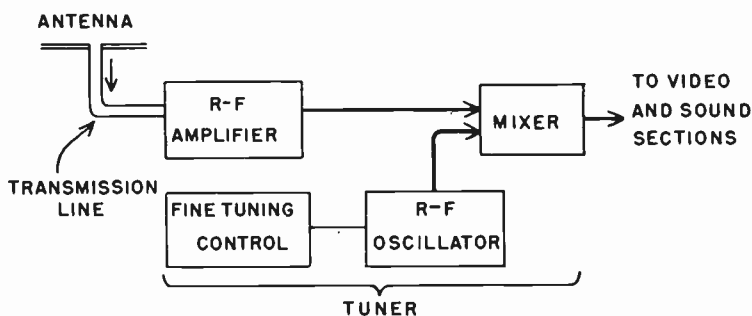 ANTENNA
R-F
AMPLIFIER
MIXER
TO VIDEO
AND SOUND
SECTIONS
TRANSMISSION
LINE
FINE TUNING
CONTROL
R-F
OSCILLATOR
TUNER